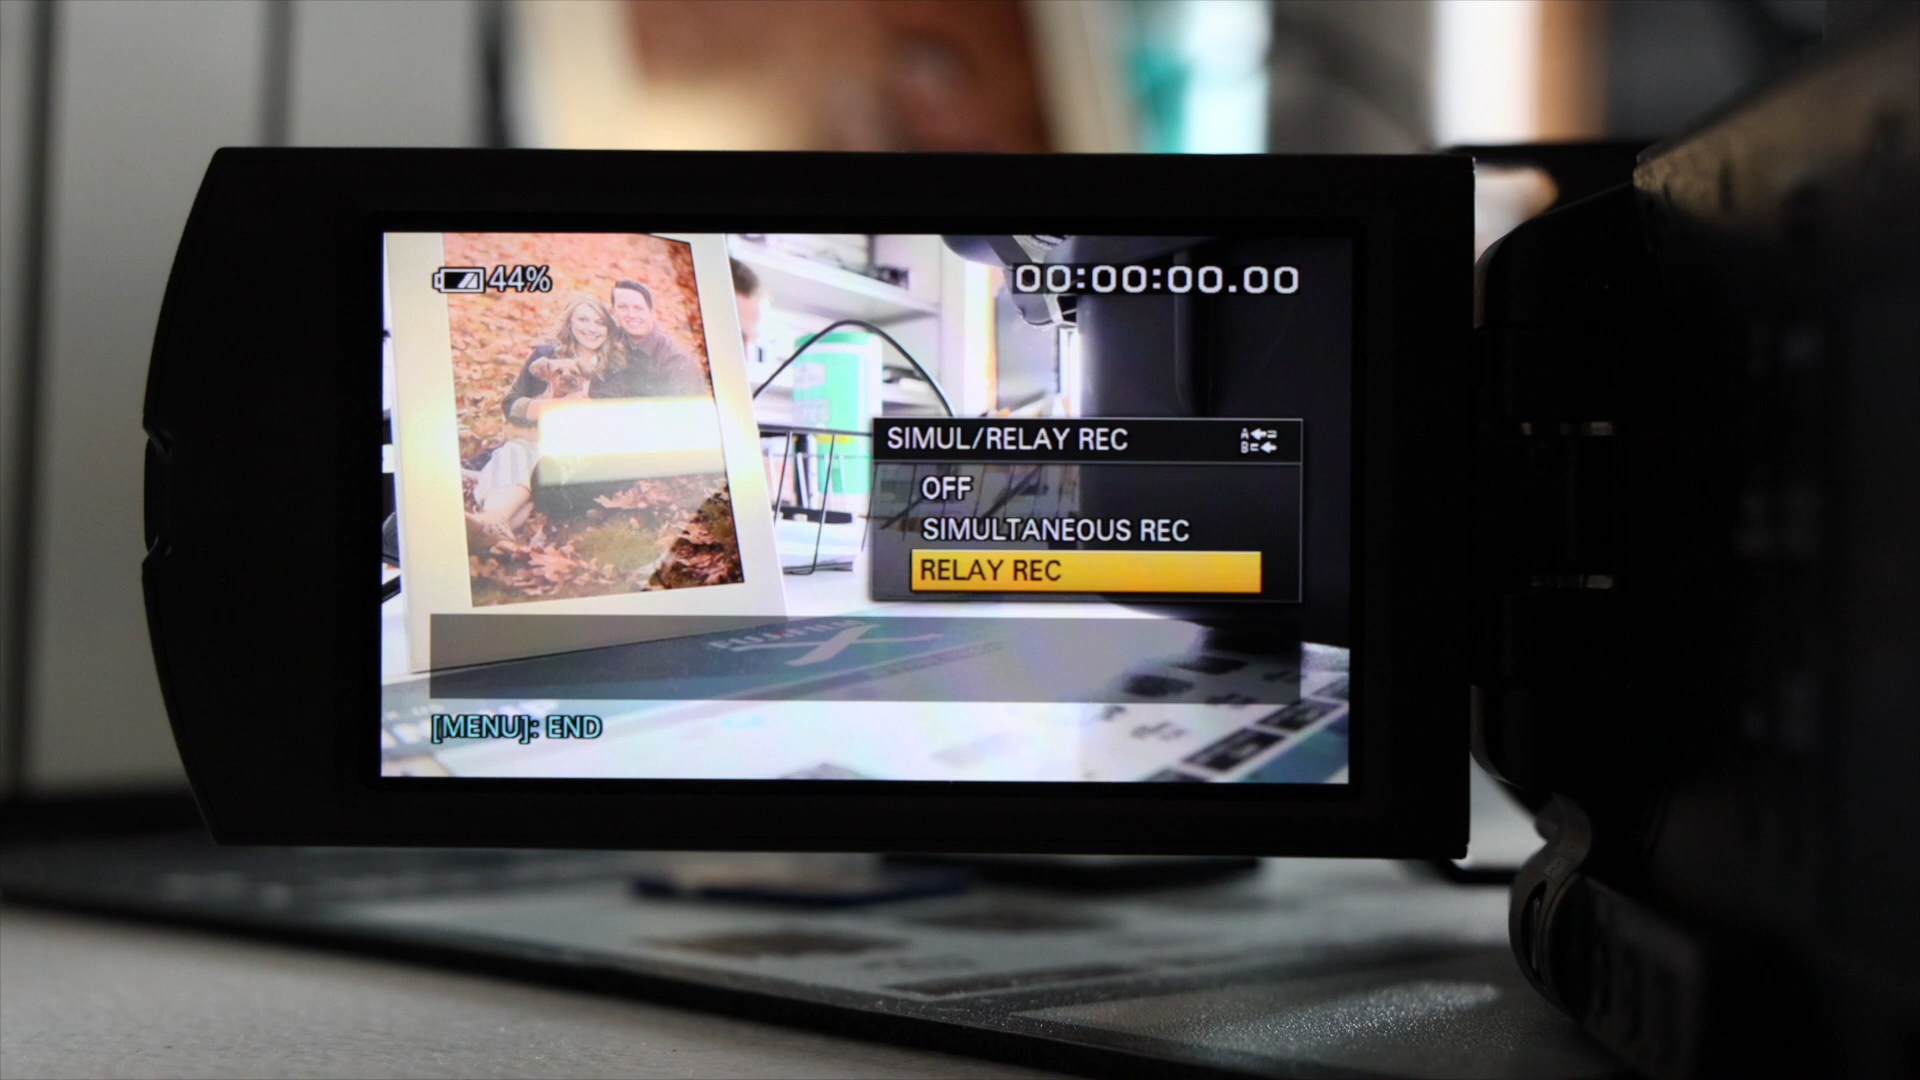 44%
00:00:00.00
SIMUL/RELAY REC
A
B
OFF
SIMULTANEOUS REC
RELAY REC
[MENU]: END